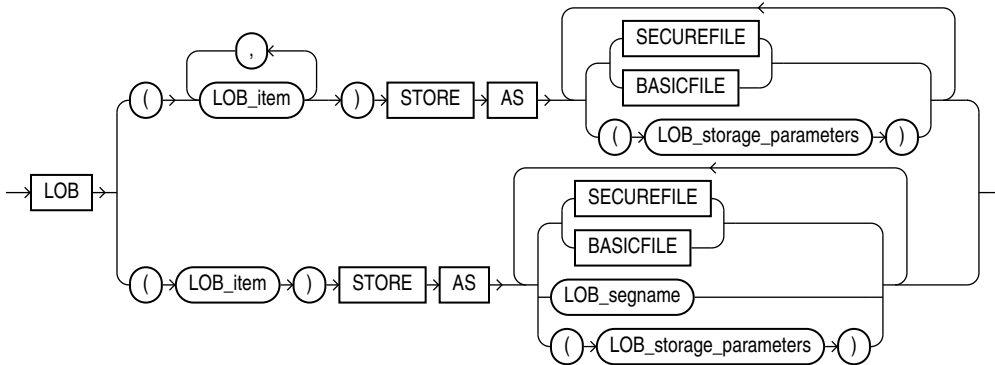 SECUREFILE
,
BASICFILE
( LOB_item ) STORE AS
( LOB_storage_parameters )
LOB
SECUREFILE
BASICFILE
( LOB_item ) STORE AS
LOB_segname
( LOB_storage_parameters )